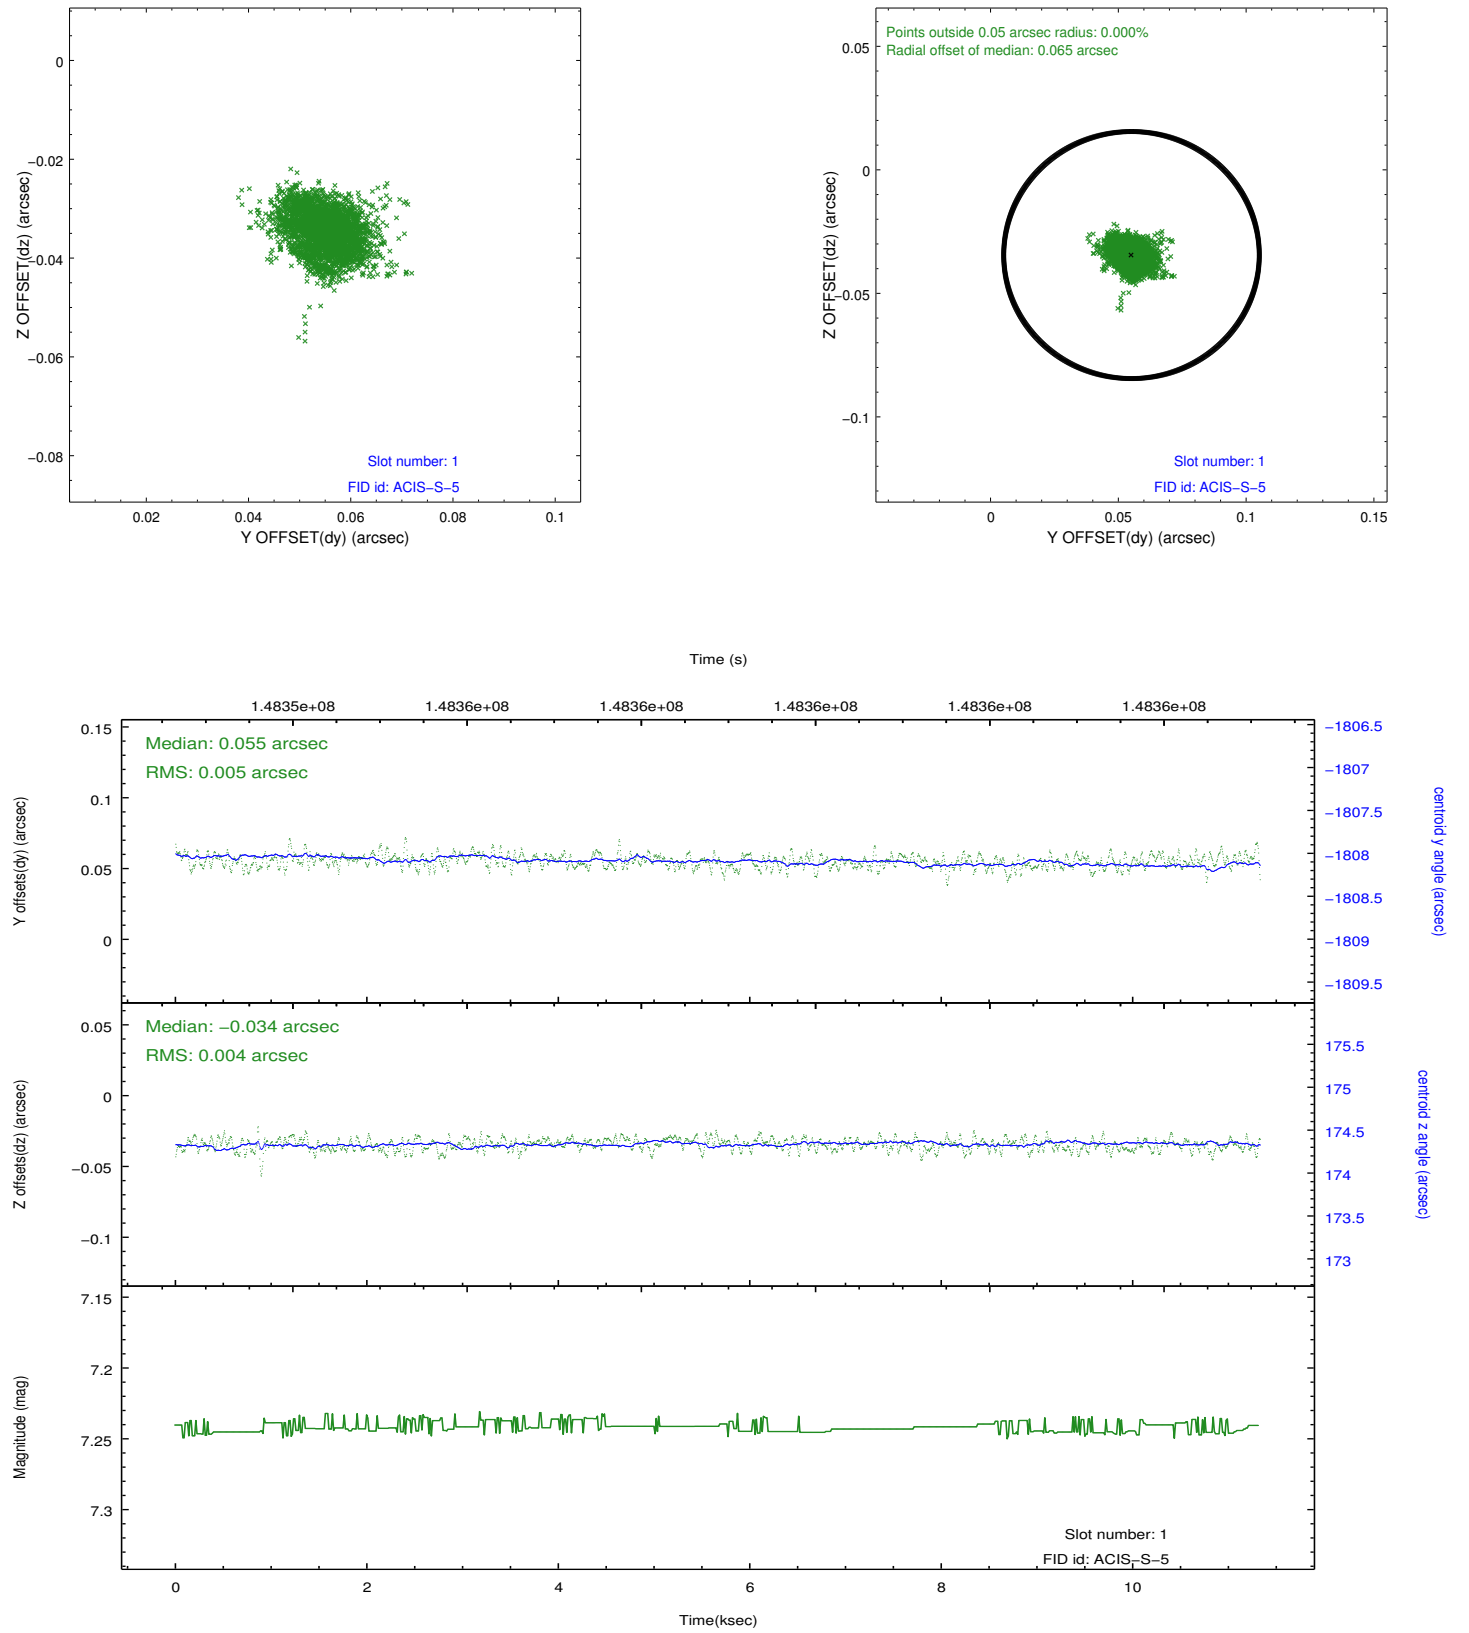 0
−0.02
−0.04
−0.06
−0.08
Z OFFSET(dz) (arcsec)
Slot number: 1
FID id: ACIS−S−5
0.02 0.04 0.06 0.08 0.1
Y OFFSET(dy) (arcsec)
Points outside 0.05 arcsec radius: 0.000%
Radial offset of median: 0.065 arcsec
0.05
0
−0.05
−0.1
Z OFFSET(dz) (arcsec)
Slot number: 1
FID id: ACIS−S−5
0 0.05 0.1 0.15
Y OFFSET(dy) (arcsec)
Time (s)
1.4835e+08 1.4836e+08 1.4836e+08 1.4836e+08 1.4836e+08 1.4836e+08
Median: 0.055 arcsec
RMS: 0.005 arcsec
0.15
0.1
0.05
0
Y offsets(dy) (arcsec)
−1806.5
−1807
−1807.5
−1808
−1808.5
−1809
−1809.5
centroid y angle (arcsec)
Median: −0.034 arcsec
RMS: 0.004 arcsec
0.05
0
−0.05
−0.1
Z offsets(dz) (arcsec)
175.5
175
174.5
174
173.5
173
centroid z angle (arcsec)
7.15
7.2
7.25
7.3
Magnitude (mag)
Slot number: 1
FID id: ACIS−S−5
0 2 4 6 8 10
Time(ksec)